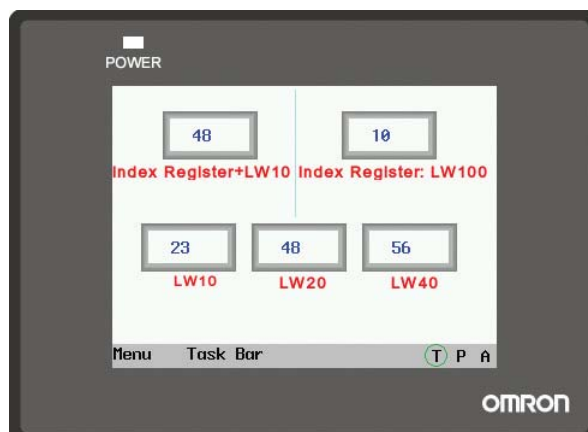 POWER
48
10
Index Register+LW10 Index Register: LW100
23
48
56
LW10
LW20
LW40
Menu Task Bar T P A
OMRON